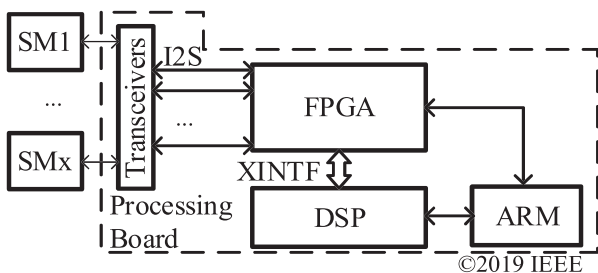 SM1
...
SMx
Transceivers
I2S
...
FPGA
XINTF
DSP
ARM
Processing
Board
©2019 IEEE